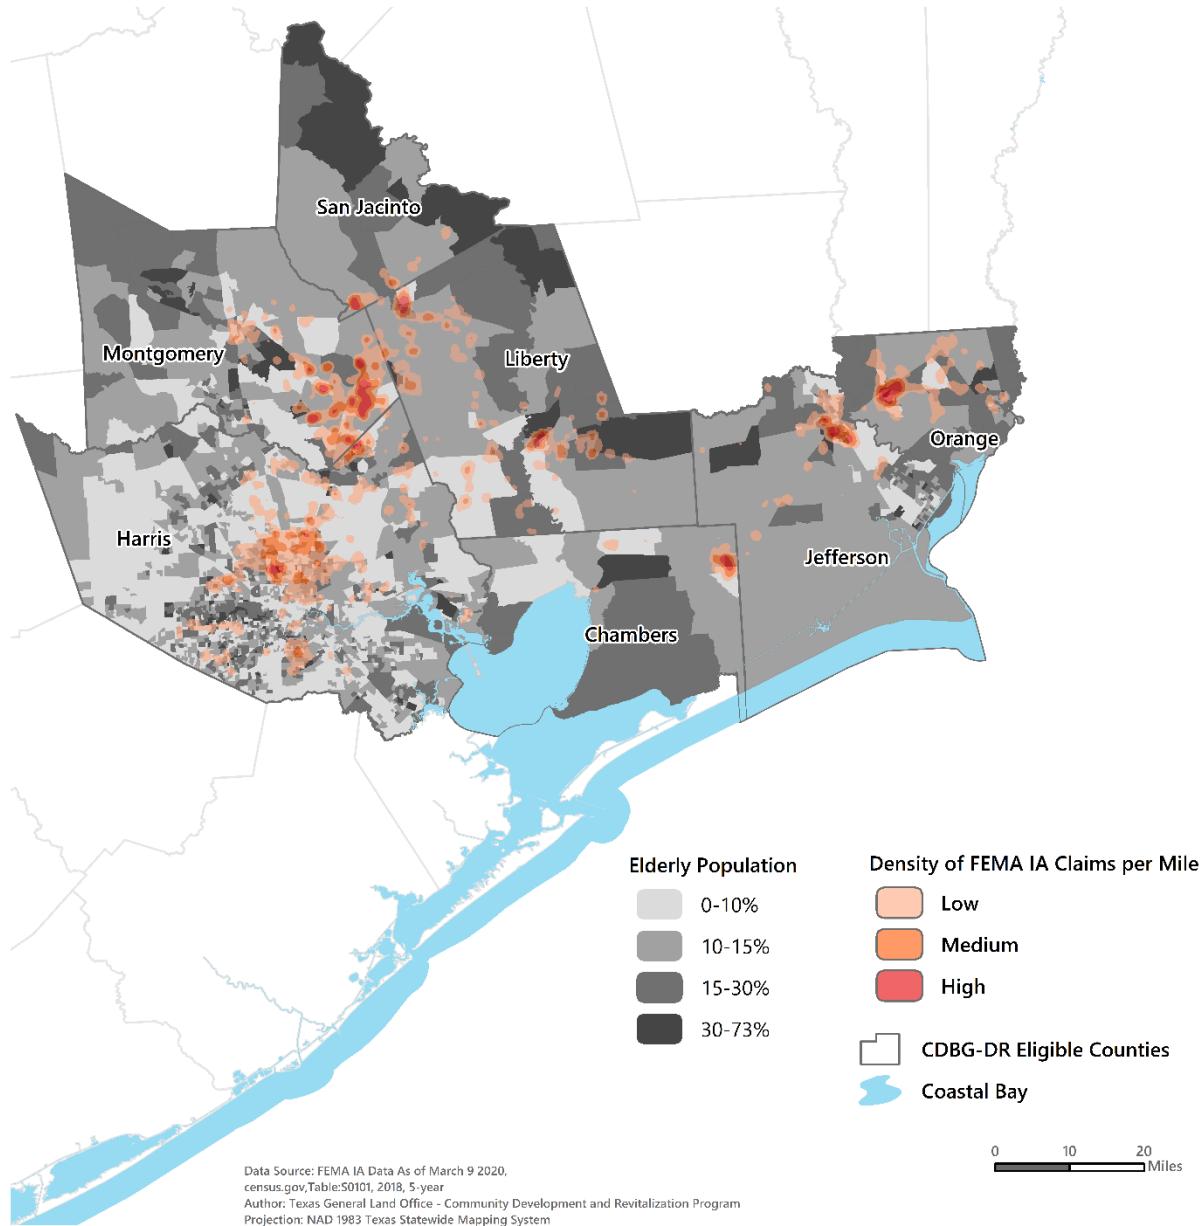 San Jacinto
Montgomery
Liberty
Orange
Harris
Jefferson
Chambers
Elderly Population
0-10%
10-15%
15-30%
30-73%
Density of FEMA IA Claims per Mile
Low
Medium
High
CDBG-DR Eligible Counties
Coastal Bay
0 10 20
Miles
Data Source: FEMA IA Data As of March 9 2020,
census.gov,Table:S0101, 2018, 5-year
Author: Texas General Land Office - Community Development and Revitalization Program
Projection: NAD 1983 Texas Statewide Mapping System